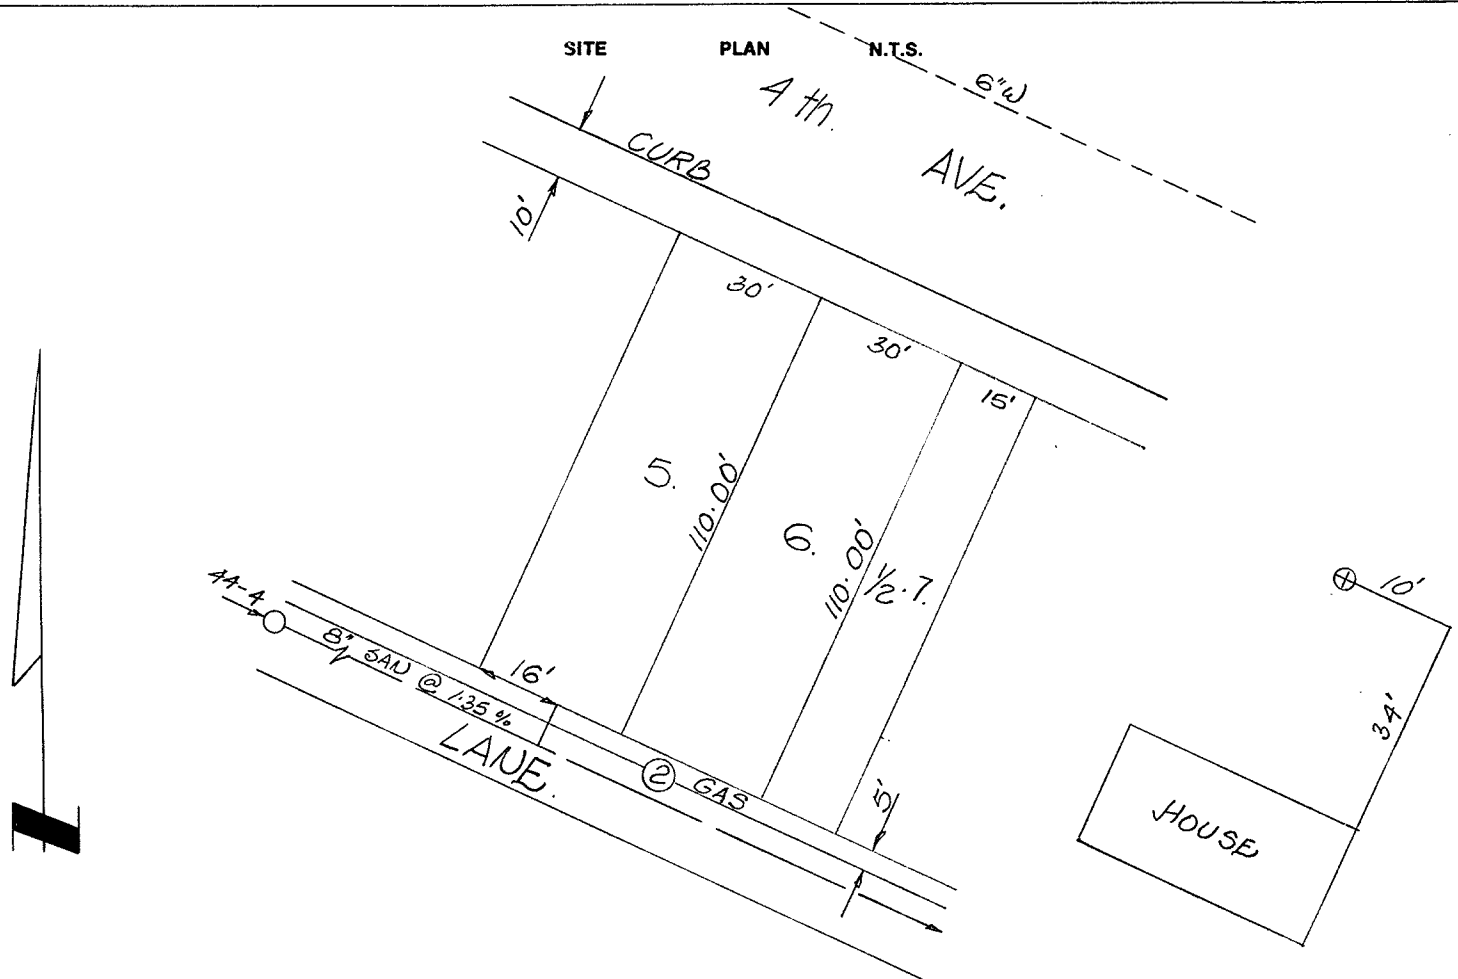 SITE PLAN N.T.S.
6"W
4 th. AVE.
CURB
10'
30'
30'
15'
5.
110.00'
6.
110.00'
1/2.7.
44-4
8" SAN @ 1.35 %
16'
LANE.
2
GAS
5'
10'
34'
HOUSE